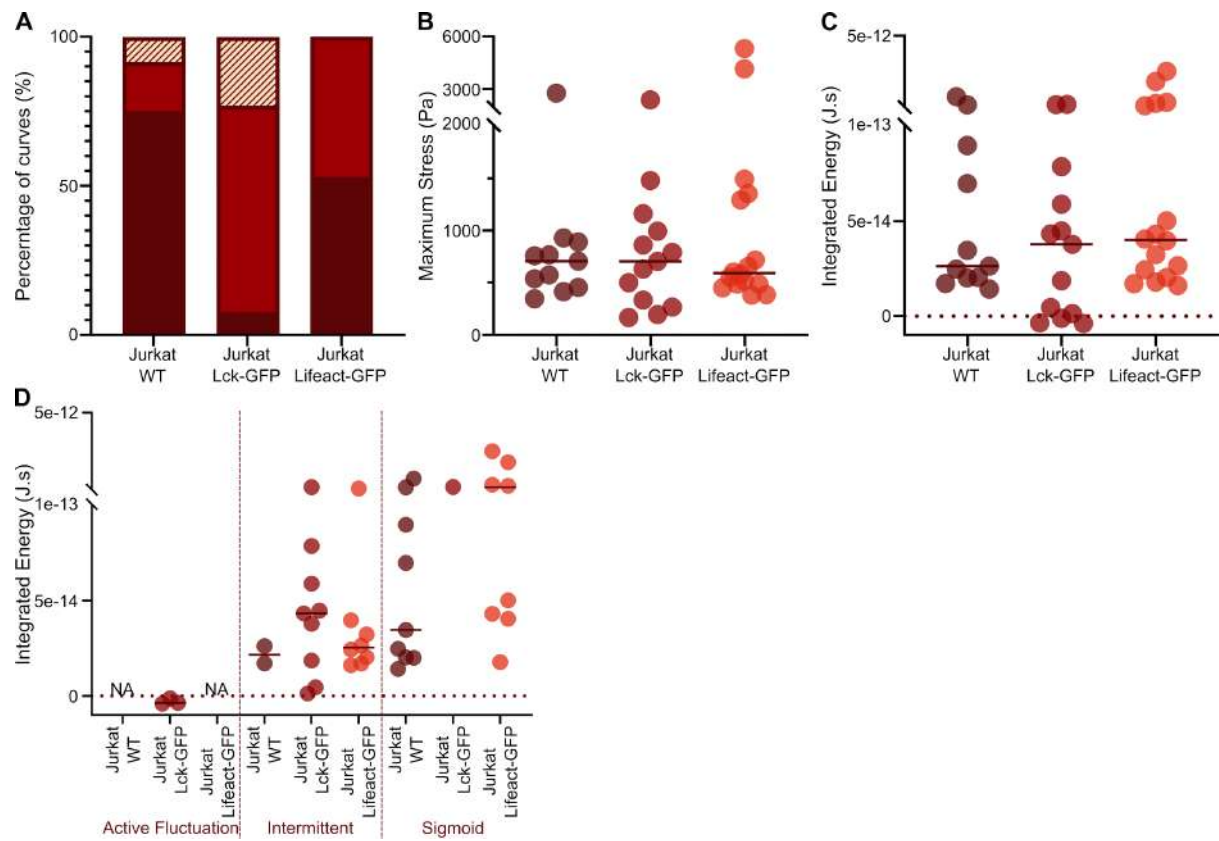 A
Percerntage of curves (%)
100
50
0
Jurkat
WT
Jurkat
Lck-GFP
Jurkat
Lifeact-GFP
B
Maximum Stress (Pa)
6000
3000
2000
1000
0
Jurkat
WT
Jurkat
Lck-GFP
Jurkat
Lifeact-GFP
C
Integrated Energy (J.s)
5e-12
1e-13
5e-14
0
Jurkat
WT
Jurkat
Lck-GFP
Jurkat
Lifeact-GFP
D
Integrated Energy (J.s)
5e-12
1e-13
5e-14
0
NA
NA
Jurkat
WT
Jurkat
Lck-GFP
Jurkat
Lifeact-GFP
Jurkat
WT
Jurkat
Lck-GFP
Jurkat
Lifeact-GFP
Jurkat
WT
Jurkat
Lck-GFP
Jurkat
Lifeact-GFP
Active Fluctuation
Intermittent
Sigmoid